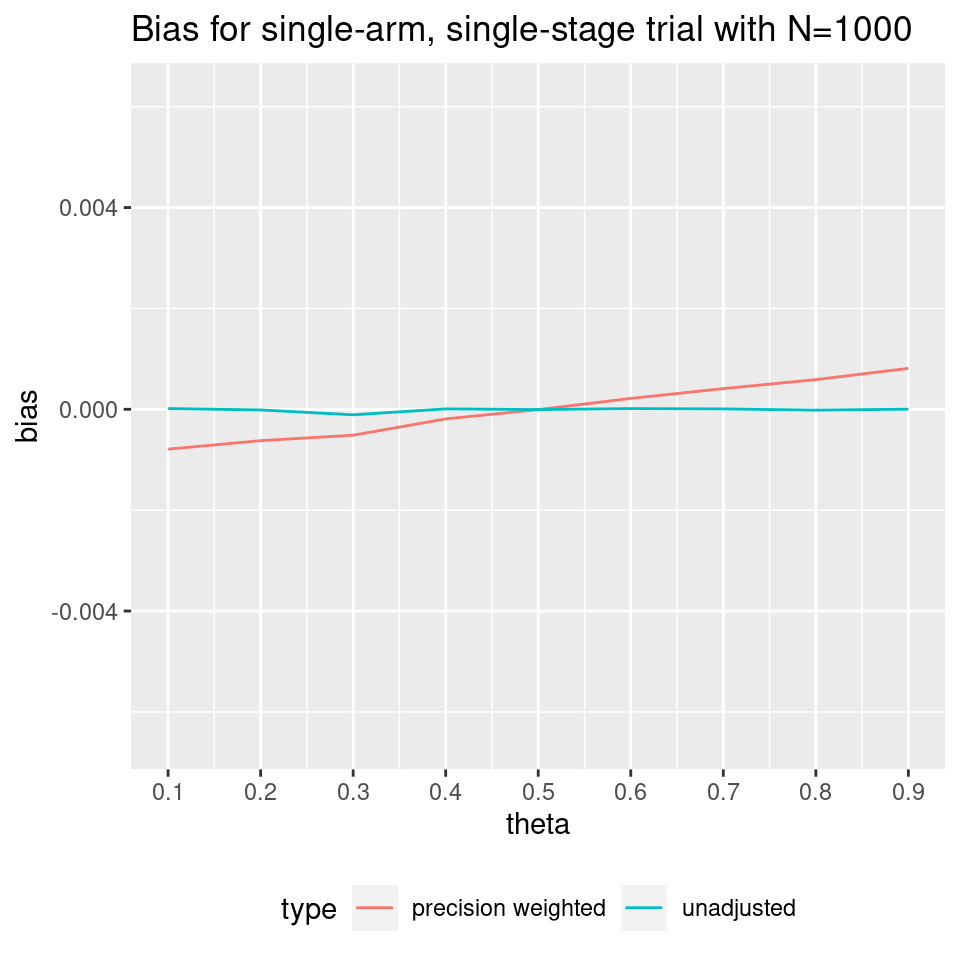 Bias for single-arm, single-stage trial with N=1000
bias
0.004
0.000
-0.004
0.1 0.2 0.3 0.4 0.5 0.6 0.7 0.8 0.9
theta
type precision weighted unadjusted